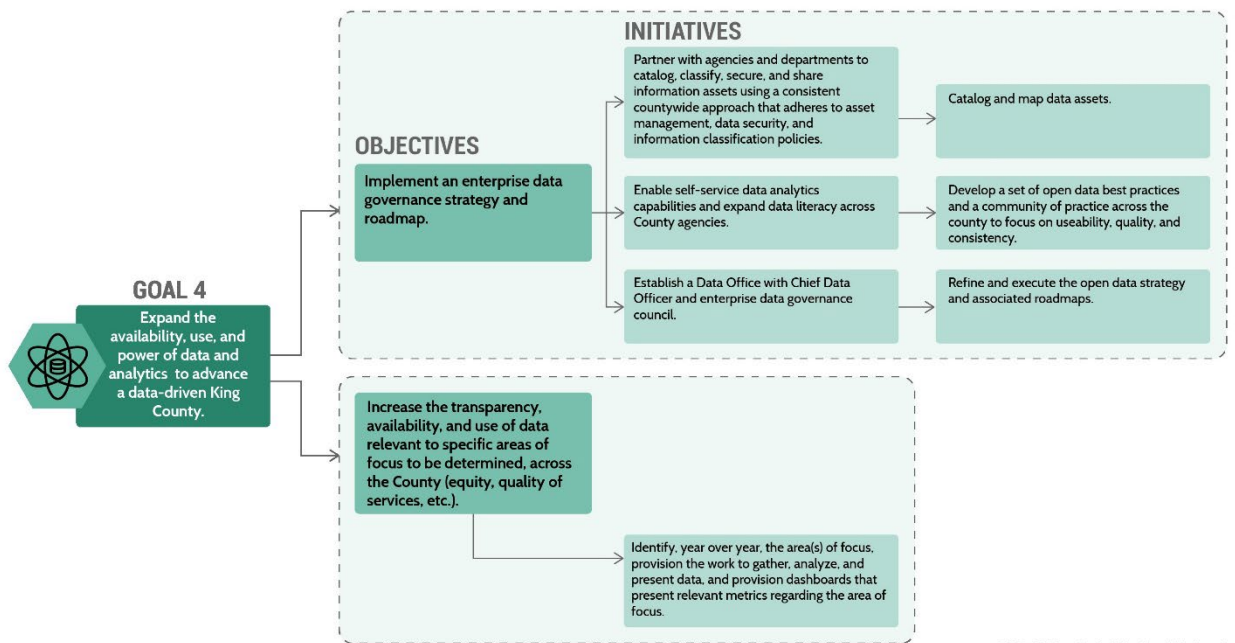 INITIATIVES
Partner with agencies and departments to
catalog, classify, secure, and share
information assets using a consistent
countywide approach that adheres to asset
management, data security, and
information classification policies.
Catalog and map data assets.
OBJECTIVES
Implement an enterprise data
governance strategy and
roadmap.
Enable self-service data analytics
capabilities and expand data literacy across
County agencies.
Develop a set of open data best practices
and a community of practice across the
county to focus on useability, quality, and
consistency.
Establish a Data Office with Chief Data
Officer and enterprise data governance
council.
Refine and execute the open data strategy
and associated roadmaps.
GOAL 4
Expand the
availability, use, and
power of data and
analytics to advance
a data-driven King
County.
Increase the transparency,
availability, and use of data
relevant to specific areas of
focus to be determined, across
the County (equity, quality of
services, etc.).
Identify, year over year, the area(s) of focus,
provision the work to gather, analyze, and
present data, and provision dashboards that
present relevant metrics regarding the area of
focus.